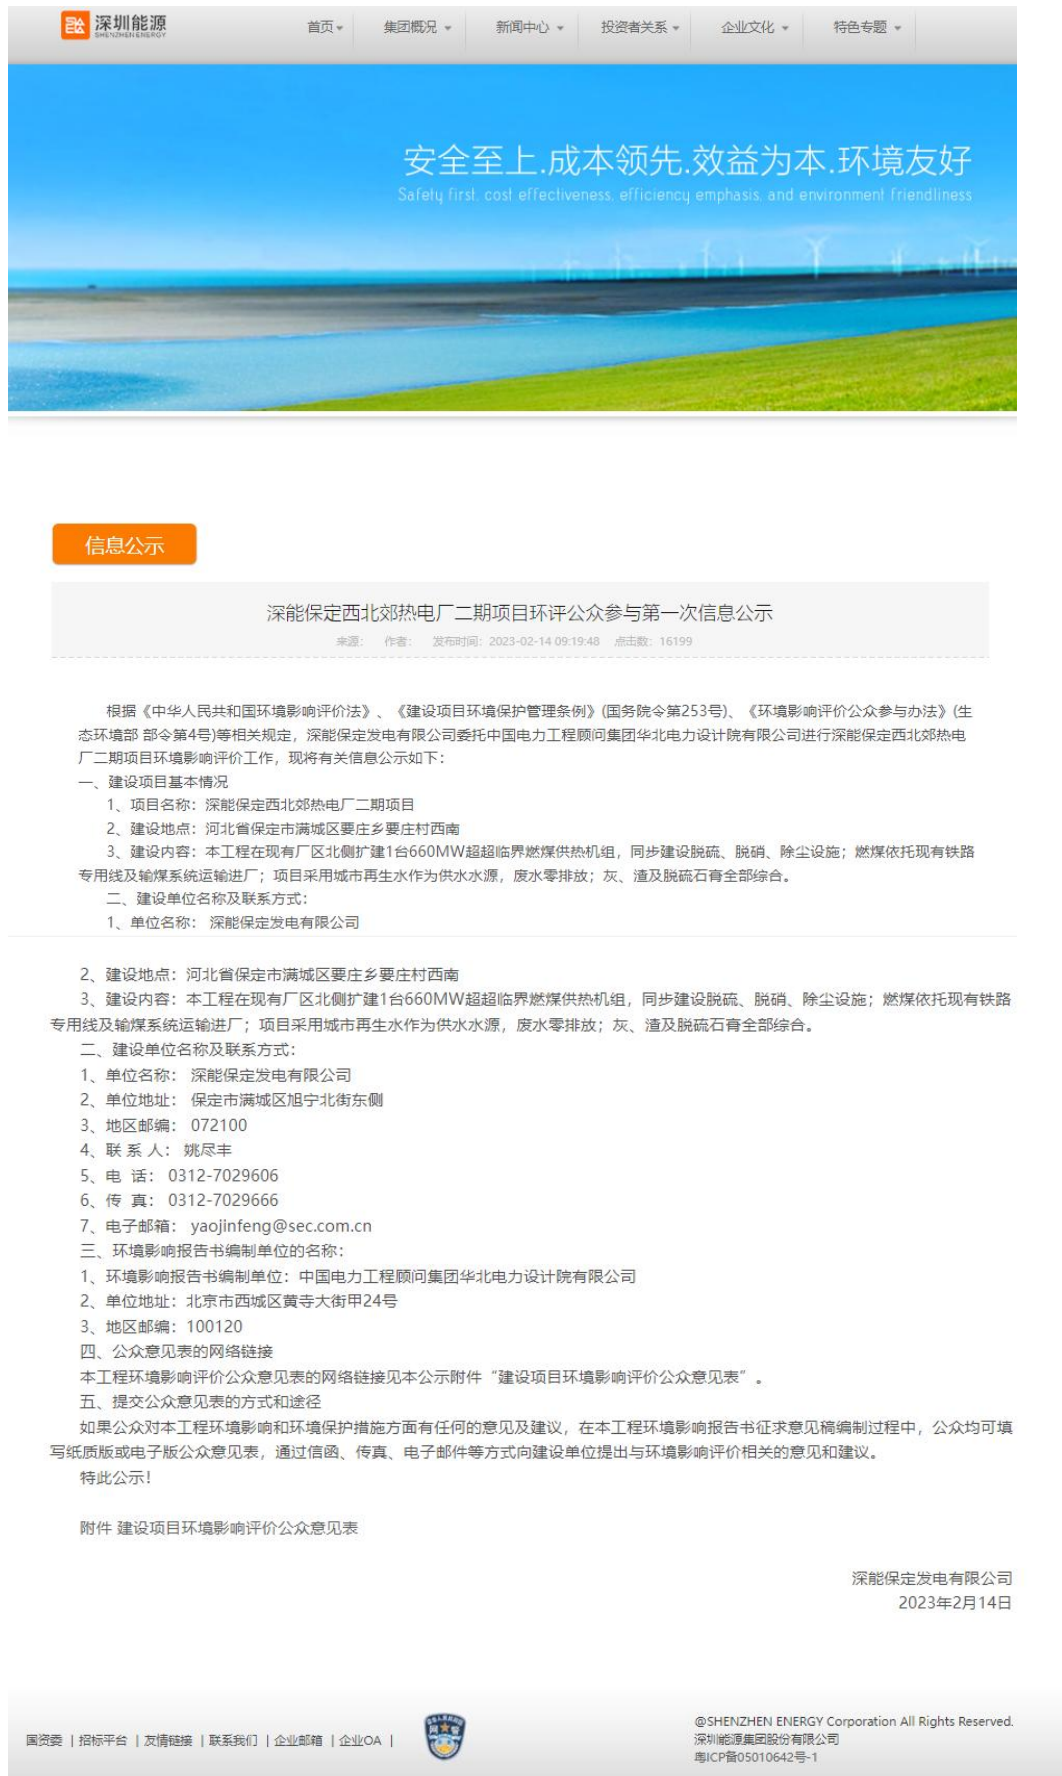 深圳能源
SHENZHEN ENERGY
首页 集团概况 新闻中心 投资者关系 企业文化 特色专题
安全至上.成本领先.效益为本.环境友好
Safety first, cost effectiveness, efficiency emphasis, and environment friendliness
信息公示
深能保定西北郊热电厂二期项目环评公众参与第一次信息公示
来源： 作者： 发布时间：2023-02-14 09:19:48 点击数：16199
根据《中华人民共和国环境影响评价法》、《建设项目环境保护管理条例》(国务院令第253号)、《环境影响评价公众参与办法》(生
态环境部 部令第4号)等相关规定，深能保定发电有限公司委托中国电力工程顾问集团华北电力设计院有限公司进行深能保定西北郊热电
厂二期项目环境影响评价工作，现将有关信息公示如下：
一、建设项目基本情况
1、项目名称：深能保定西北郊热电厂二期项目
2、建设地点：河北省保定市满城区要庄乡要庄村西南
3、建设内容：本工程在现有厂区北侧扩建1台660MW超超临界燃煤供热机组，同步建设脱硫、脱硝、除尘设施；燃煤依托现有铁路
专用线及输煤系统运输进厂；项目采用城市再生水作为供水水源，废水零排放；灰、渣及脱硫石膏全部综合。
二、建设单位名称及联系方式：
1、单位名称： 深能保定发电有限公司
2、建设地点：河北省保定市满城区要庄乡要庄村西南
3、建设内容：本工程在现有厂区北侧扩建1台660MW超超临界燃煤供热机组，同步建设脱硫、脱硝、除尘设施；燃煤依托现有铁路
专用线及输煤系统运输进厂；项目采用城市再生水作为供水水源，废水零排放；灰、渣及脱硫石膏全部综合。
二、建设单位名称及联系方式：
1、单位名称： 深能保定发电有限公司
2、单位地址： 保定市满城区旭宁北街东侧
3、地区邮编： 072100
4、联 系 人： 姚尽丰
5、电 话： 0312-7029606
6、传 真： 0312-7029666
7、电子邮箱： yaojinfeng@sec.com.cn
三、环境影响报告书编制单位的名称：
1、环境影响报告书编制单位：中国电力工程顾问集团华北电力设计院有限公司
2、单位地址：北京市西城区黄寺大街甲24号
3、地区邮编：100120
四、公众意见表的网络链接
本工程环境影响评价公众意见表的网络链接见本公示附件“建设项目环境影响评价公众意见表”。
五、提交公众意见表的方式和途径
如果公众对本工程环境影响和环境保护措施方面有任何的意见及建议，在本工程环境影响报告书征求意见稿编制过程中，公众均可填
写纸质版或电子版公众意见表，通过信函、传真、电子邮件等方式向建设单位提出与环境影响评价相关的意见和建议。
特此公示！
附件 建设项目环境影响评价公众意见表
深能保定发电有限公司
2023年2月14日
国资委 | 招标平台 | 友情链接 | 联系我们 | 企业邮箱 | 企业OA |
网警
@SHENZHEN ENERGY Corporation All Rights Reserved.
深圳能源集团股份有限公司
粤ICP备05010642号-1